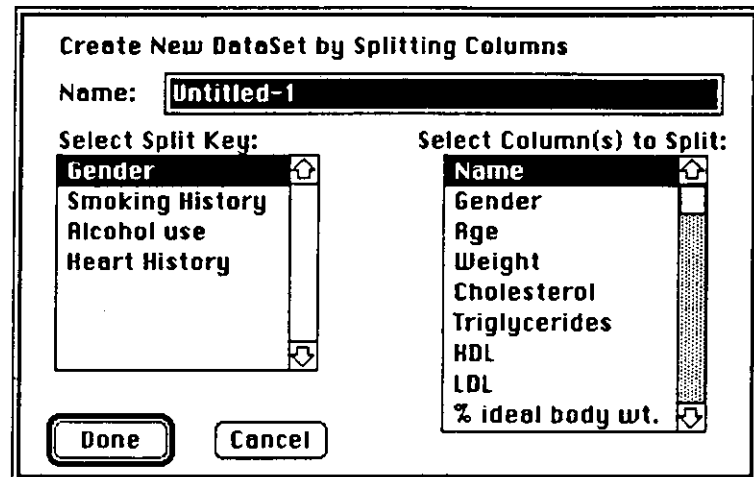 Create New DataSet by Splitting Columns
Name: Untitled-1
Select Split Key:
Gender
Smoking History
Alcohol use
Heart History
Select Column(s) to Split:
Name
Gender
Age
Weight
Cholesterol
Triglycerides
HDL
LDL
% ideal body wt.
Done
Cancel